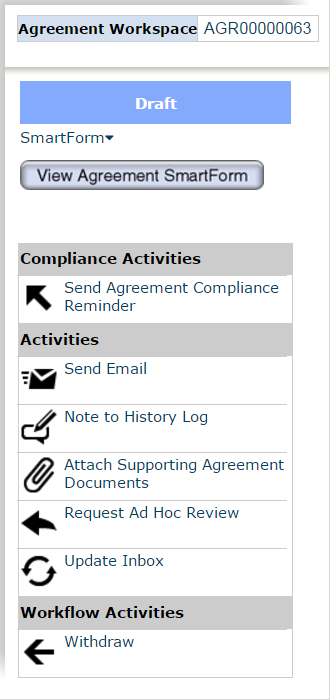 Agreement Workspace AGR00000063
Draft
SmartForm
View Agreement SmartForm
Compliance Activities
Send Agreement Compliance
Reminder
Activities
Send Email
Note to History Log
Attach Supporting Agreement
Documents
Request Ad Hoc Review
Update Inbox
Workflow Activities
Withdraw